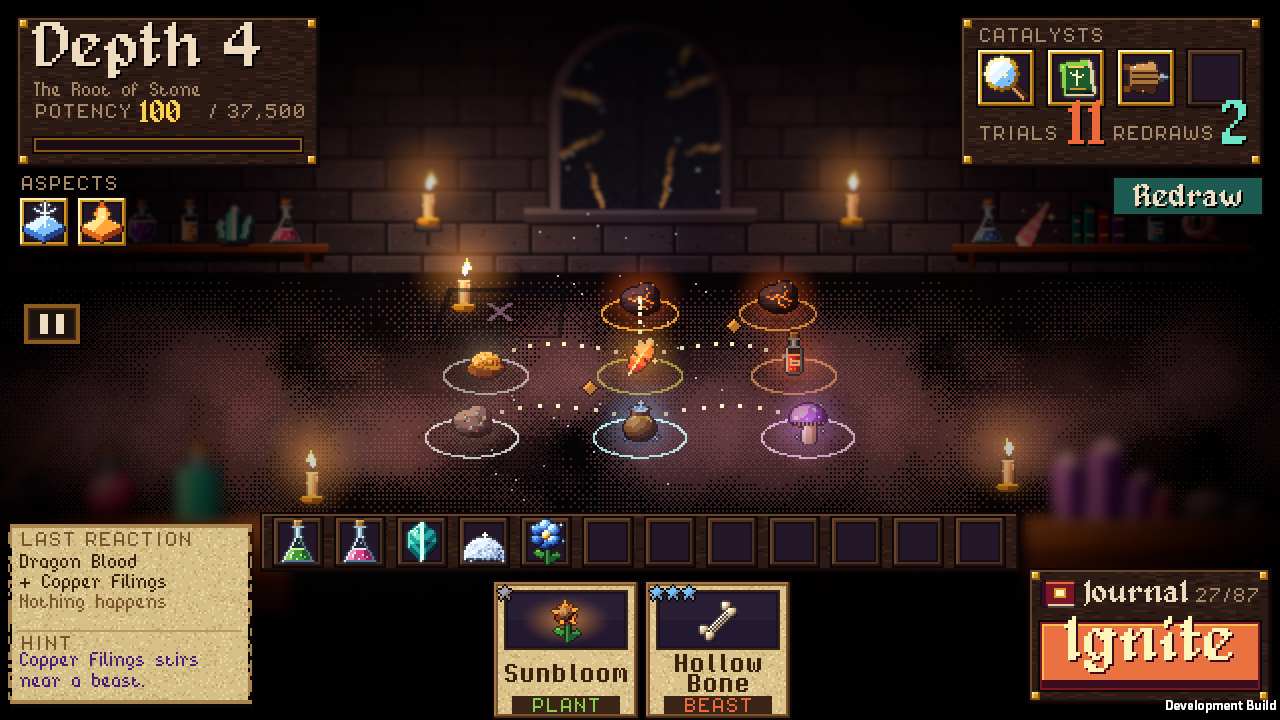 Depth 4
The Root of Stone
POTENCY 100 / 37,500
ASPECTS
CATALYSTS
TRIALS 11 REDRAWS 2
Redraw
LAST REACTION
Dragon Blood
+ Copper Filings
Nothing happens
HINT
Copper Filings stirs
near a beast.
Sunbloom
PLANT
Hollow
Bone
BEAST
Journal 27/87
Ignite
Development Build